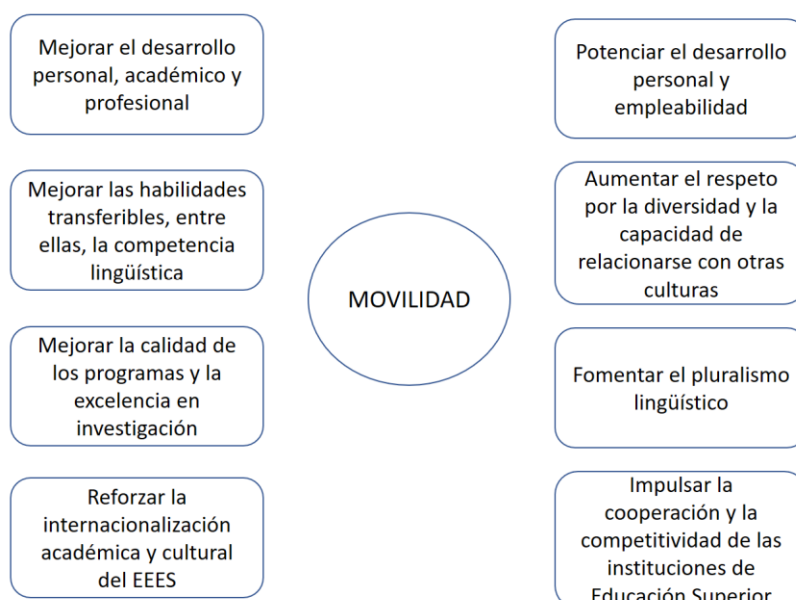 Mejorar el desarrollo
personal, académico y
profesional
Mejorar las habilidades
transferibles, entre
ellas, la competencia
lingüística
Mejorar la calidad de
los programas y la
excelencia en
investigación
Reforzar la
internacionalización
académica y cultural
del EEES
MOVILIDAD
Potenciar el desarrollo
personal y
empleabilidad
Aumentar el respeto
por la diversidad y la
capacidad de
relacionarse con otras
culturas
Fomentar el pluralismo
lingüístico
Impulsar la
cooperación y la
competitividad de las
instituciones de
Educación Superior